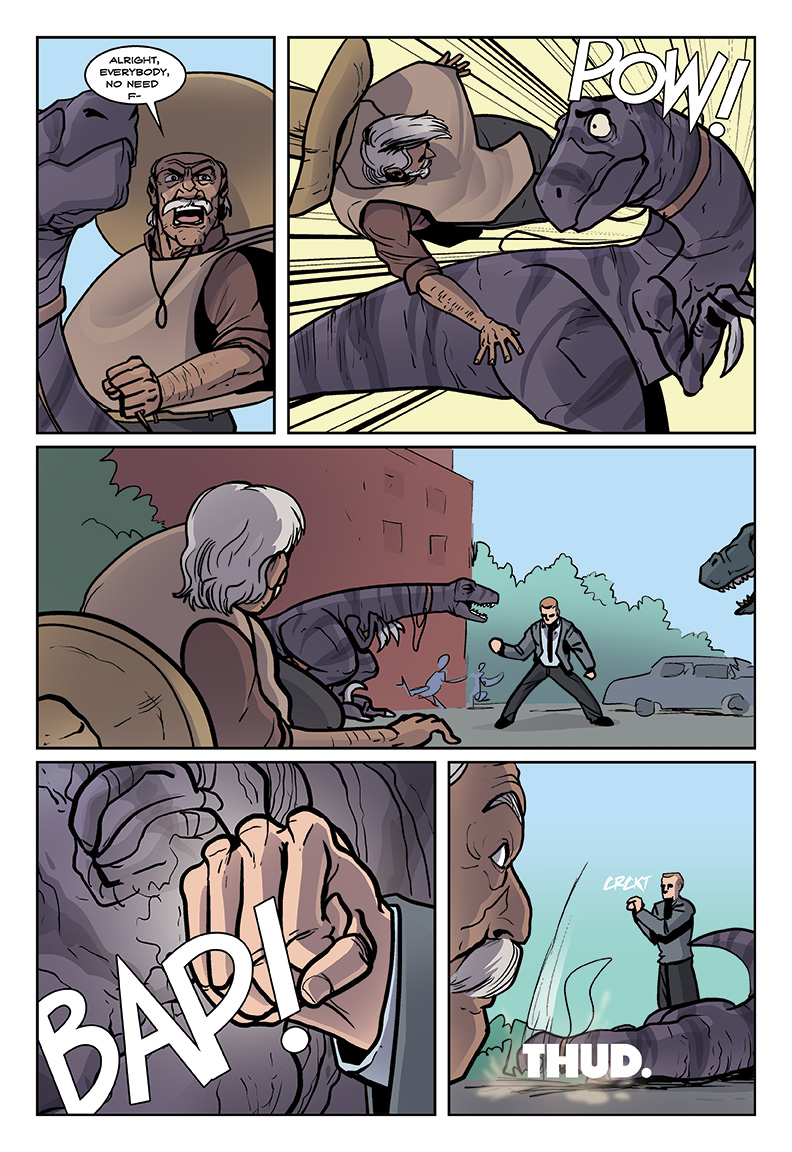 ALRIGHT,
EVERYBODY,
NO NEED
F-
POW!
BAP!
CRCKT
THUD.